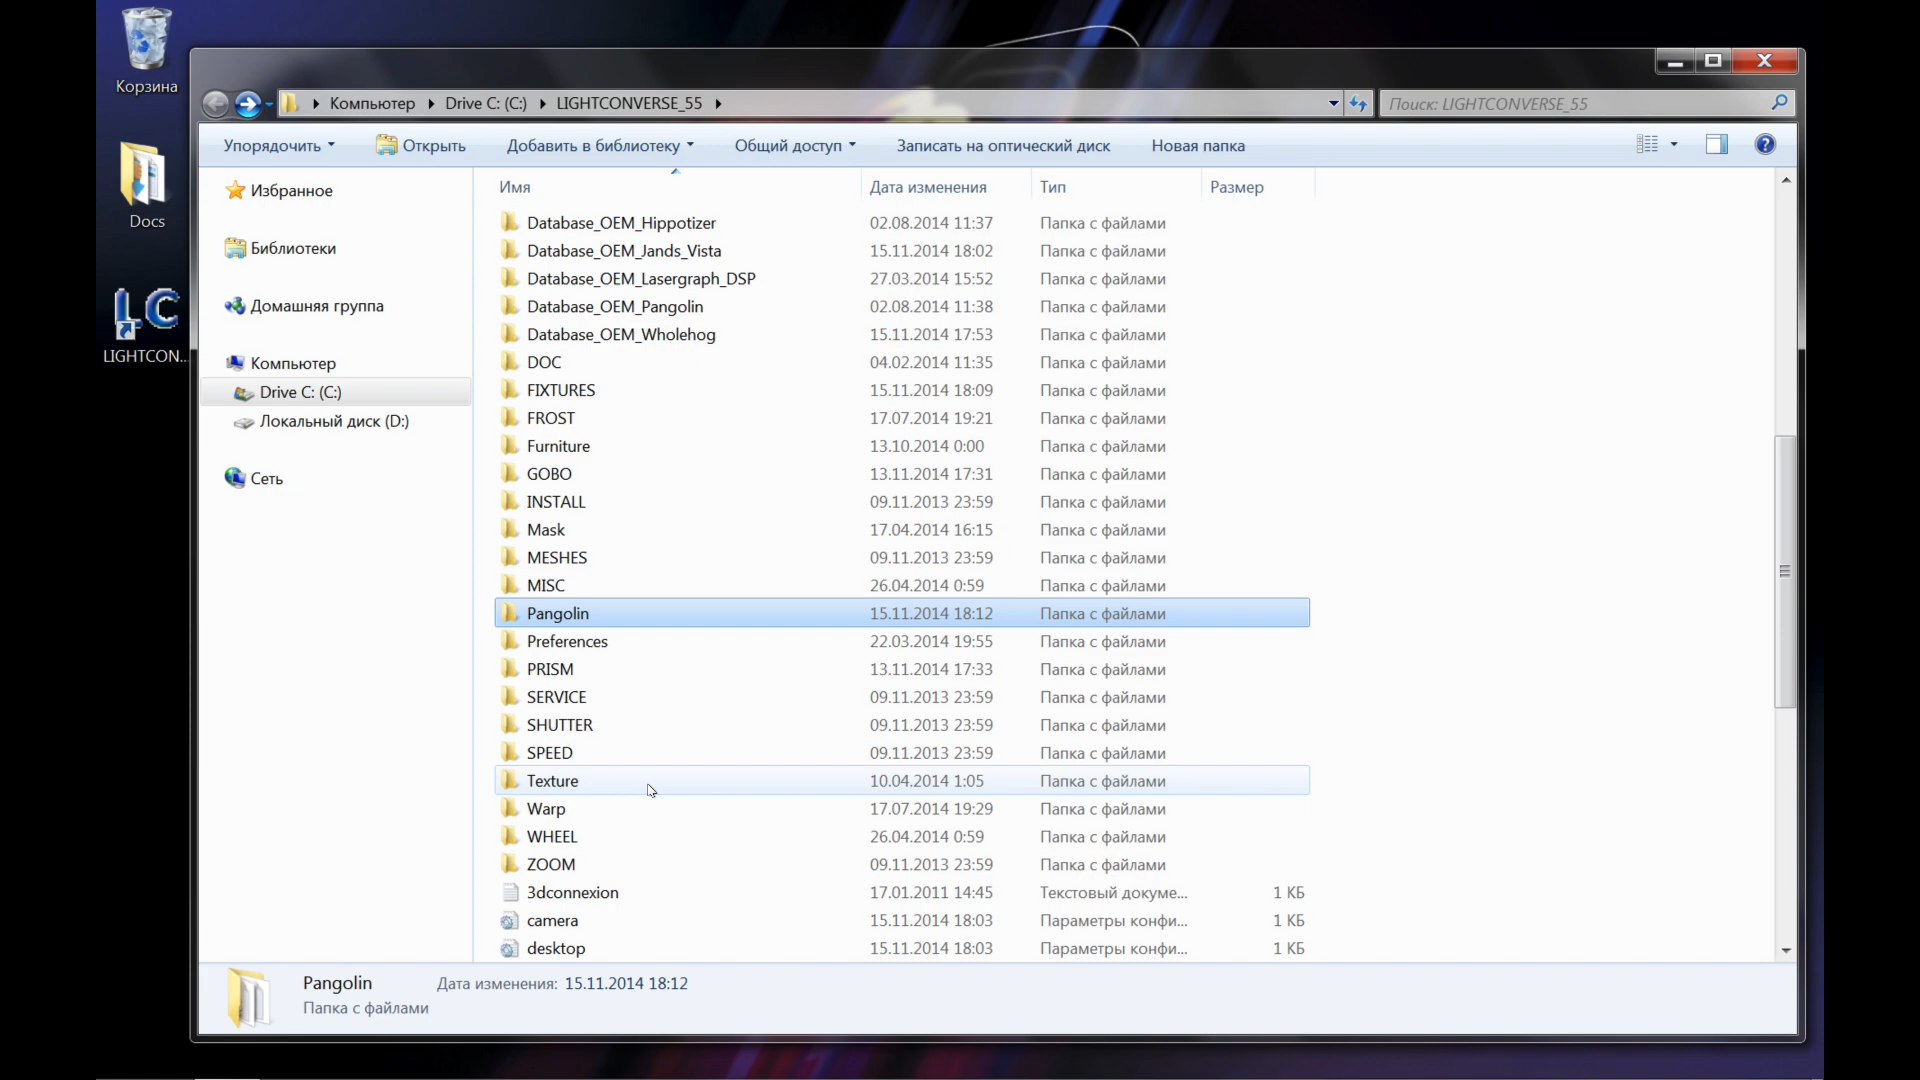 Корзина
Docs
LIGHTCON...
Компьютер
Drive C: (C:)
LIGHTCONVERSE_55
Поиск: LIGHTCONVERSE_55
Упорядочить
Открыть
Добавить в библиотеку
Общий доступ
Записать на оптический диск
Новая папка
Избранное
Библиотеки
Домашняя группа
Компьютер
Drive C: (C:)
Локальный диск (D:)
Сеть
Имя Дата изменения Тип Размер
Database_OEM_Hippotizer 02.08.2014 11:37 Папка с файлами
Database_OEM_Jands_Vista 15.11.2014 18:02 Папка с файлами
Database_OEM_Lasergraph_DSP 27.03.2014 15:52 Папка с файлами
Database_OEM_Pangolin 02.08.2014 11:38 Папка с файлами
Database_OEM_Wholehog 15.11.2014 17:53 Папка с файлами
DOC 04.02.2014 11:35 Папка с файлами
FIXTURES 15.11.2014 18:09 Папка с файлами
FROST 17.07.2014 19:21 Папка с файлами
Furniture 13.10.2014 0:00 Папка с файлами
GOBO 13.11.2014 17:31 Папка с файлами
INSTALL 09.11.2013 23:59 Папка с файлами
Mask 17.04.2014 16:15 Папка с файлами
MESHES 09.11.2013 23:59 Папка с файлами
MISC 26.04.2014 0:59 Папка с файлами
Pangolin 15.11.2014 18:12 Папка с файлами
Preferences 22.03.2014 19:55 Папка с файлами
PRISM 13.11.2014 17:33 Папка с файлами
SERVICE 09.11.2013 23:59 Папка с файлами
SHUTTER 09.11.2013 23:59 Папка с файлами
SPEED 09.11.2013 23:59 Папка с файлами
Texture 10.04.2014 1:05 Папка с файлами
Warp 17.07.2014 19:29 Папка с файлами
WHEEL 26.04.2014 0:59 Папка с файлами
ZOOM 09.11.2013 23:59 Папка с файлами
3dconnexion 17.01.2011 14:45 Текстовый докуме... 1 КБ
camera 15.11.2014 18:03 Параметры конфи... 1 КБ
desktop 15.11.2014 18:03 Параметры конфи... 1 КБ
Pangolin Дата изменения: 15.11.2014 18:12
Папка с файлами